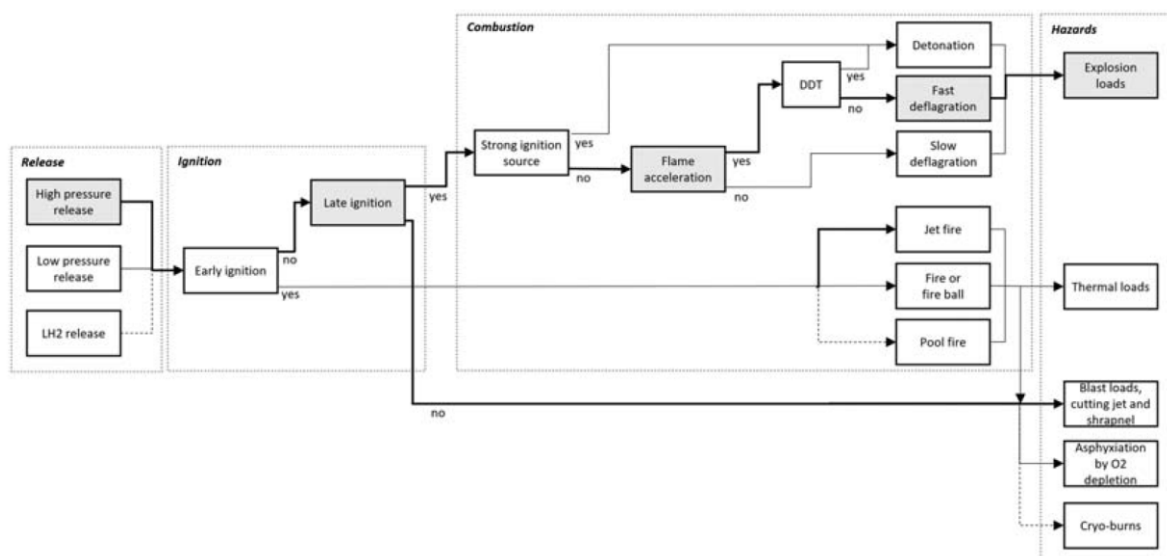 Combustion
Hazards
Detonation
Explosion
loads
DDT
yes
no
Fast
deflagration
Release
Ignition
Strong ignition
source
yes
no
Flame
acceleration
yes
no
Slow
deflagration
High pressure
release
Late ignition
yes
no
Low pressure
release
Early ignition
no
yes
Jet fire
Fire or
fire ball
Thermal loads
LH2 release
Pool fire
Blast loads,
cutting jet and
shrapnel
Asphyxiation
by O2
depletion
Cryo-burns